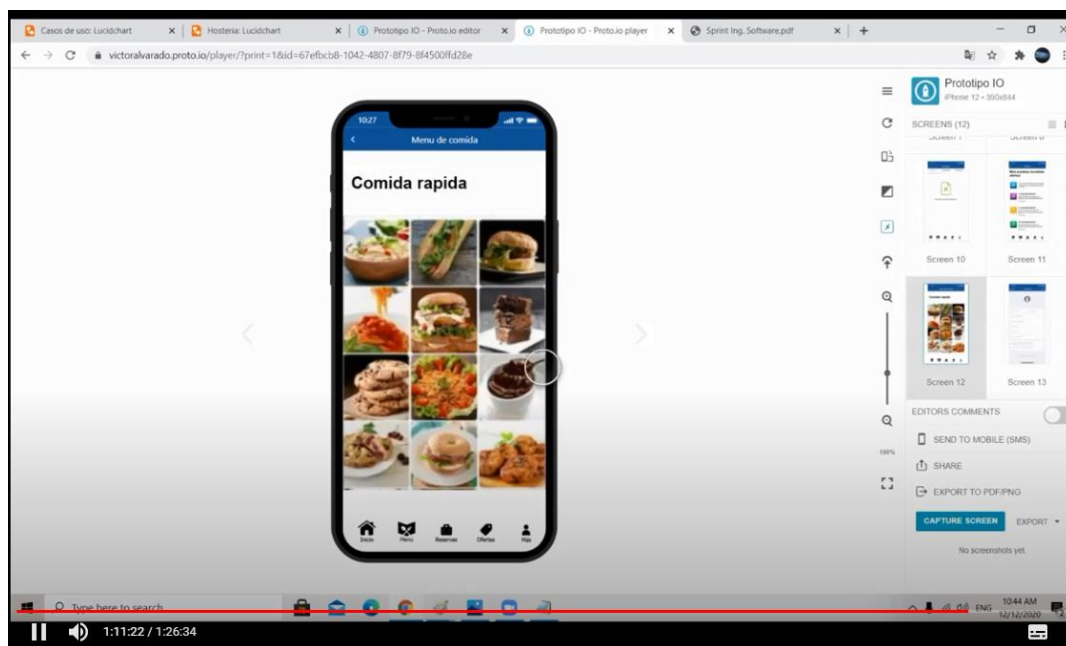 Casos de uso: Lucidchart
Hosteria: Lucidchart
Prototipo IO - Proto.io editor
Prototipo IO - Proto.io player
Sprint Ing. Software.pdf
victoralvarado.proto.io/player/?print=1&id=67efbcb8-1042-4807-8f79-8f4500ffd28e
Prototipo IO
iPhone 12 • 390x844
SCREENS (12)
10:27
Menu de comida
Comida rapida
Inicio
Menú
Reservas
Ofertas
Más
Screen 10
Screen 11
Screen 12
Screen 13
EDITORS COMMENTS
SEND TO MOBILE (SMS)
SHARE
EXPORT TO PDF/PNG
CAPTURE SCREEN
EXPORT
No screenshots yet.
100%
Type here to search
ENG
10:44 AM
12/12/2020
1:11:22 / 1:26:34